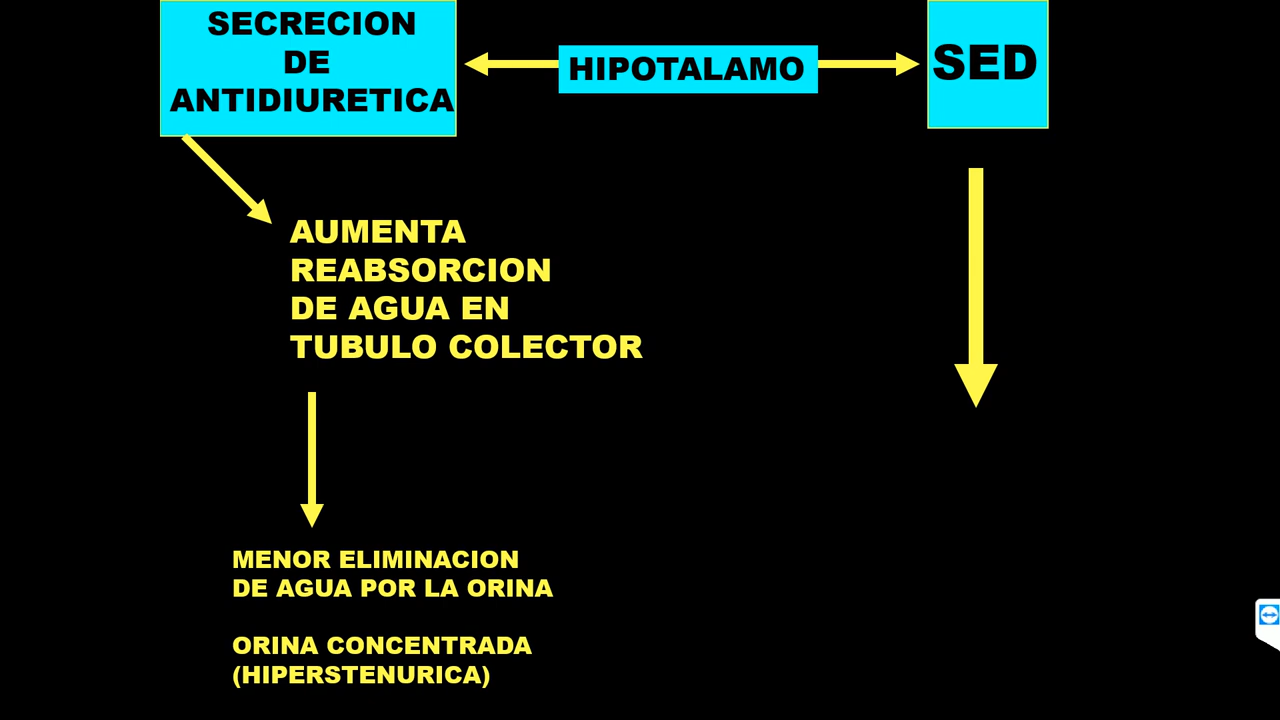 SECRECION
DE
ANTIDIURETICA
HIPOTALAMO
SED
AUMENTA
REABSORCION
DE AGUA EN
TUBULO COLECTOR
MENOR ELIMINACION
DE AGUA POR LA ORINA
ORINA CONCENTRADA
(HIPERSTENURICA)